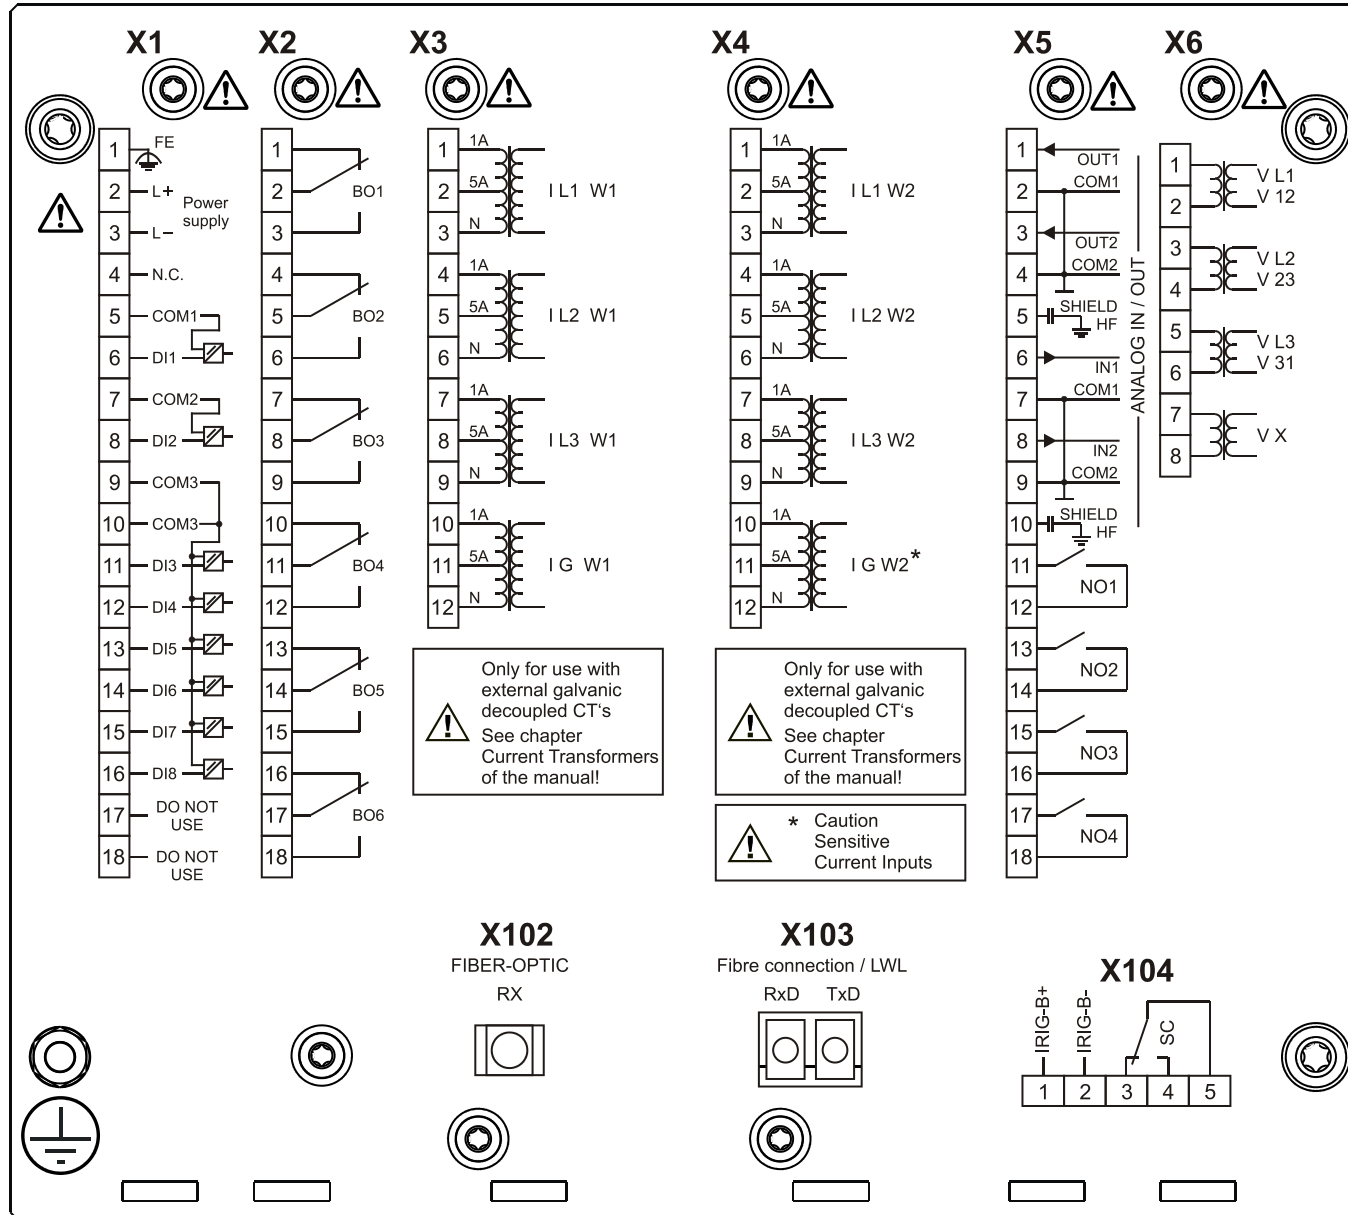 X1
1 FE
2 L+
Power
supply
3 L−
4 N.C.
5 COM1
6 DI1
7 COM2
8 DI2
9 COM3
10 COM3
11 DI3
12 DI4
13 DI5
14 DI6
15 DI7
16 DI8
17 DO NOT
USE
18 DO NOT
USE
X2
1
2 BO1
3
4
5 BO2
6
7
8 BO3
9
10
11 BO4
12
13
14 BO5
15
16
17 BO6
18
X3
1 1A
2 5A I L1 W1
3 N
4 1A
5 5A I L2 W1
6 N
7 1A
8 5A I L3 W1
9 N
10 1A
11 5A I G W1
12 N
Only for use with
external galvanic
decoupled CT's
See chapter
Current Transformers
of the manual!
X4
1 1A
2 5A I L1 W2
3 N
4 1A
5 5A I L2 W2
6 N
7 1A
8 5A I L3 W2
9 N
10 1A
11 5A I G W2*
12 N
Only for use with
external galvanic
decoupled CT's
See chapter
Current Transformers
of the manual!
* Caution
Sensitive
Current Inputs
X5
1 OUT1
2 COM1
3 OUT2
4 COM2
5 SHIELD
HF
6 IN1
7 COM1
8 IN2
9 COM2
10 SHIELD
HF
ANALOG IN / OUT
11
NO1
12
13
NO2
14
15
NO3
16
17
NO4
18
X6
1 V L1
2 V 12
3 V L2
4 V 23
5 V L3
6 V 31
7
V X
8
X102
FIBER-OPTIC
RX
X103
Fibre connection / LWL
RxD TxD
X104
IRIG-B+
IRIG-B-
SC
1 2 3 4 5